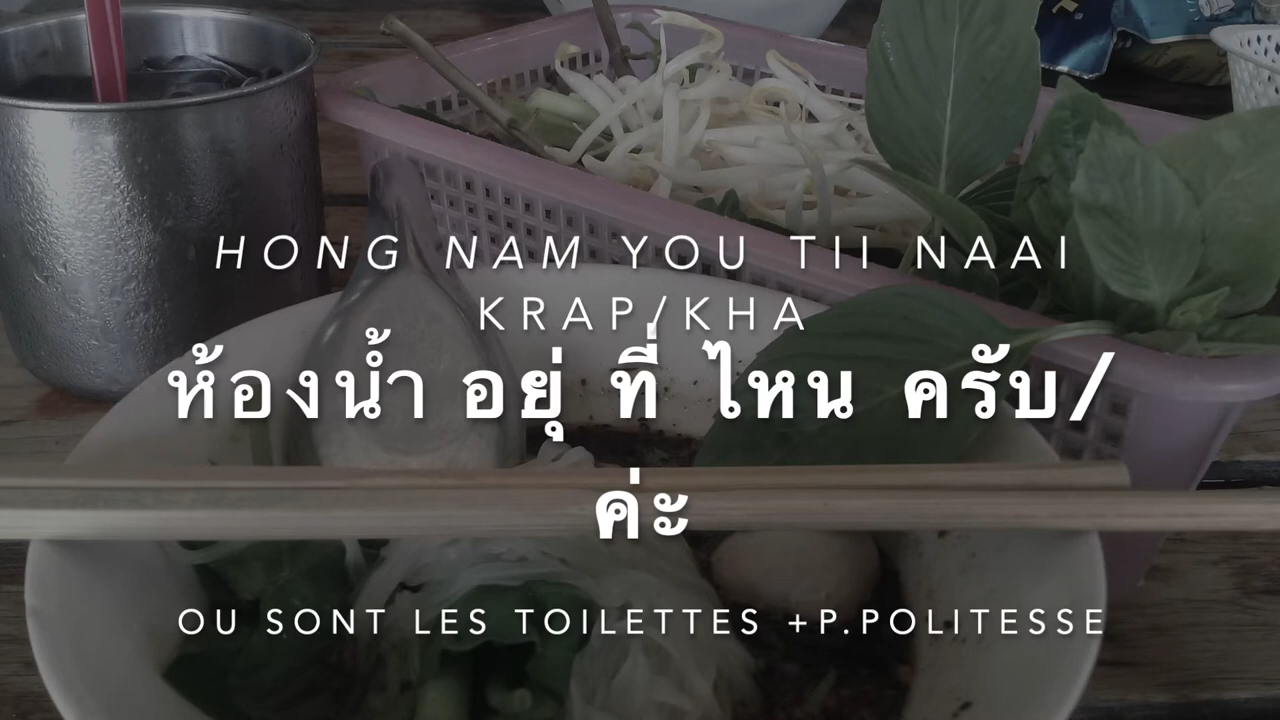 HONG NAM YOU TII NAAI
KRAP/KHA
ห้องน้ำ อยุ่ ที่ ไหน ครับ/
ค่ะ
OU SONT LES TOILETTES +P.POLITESSE